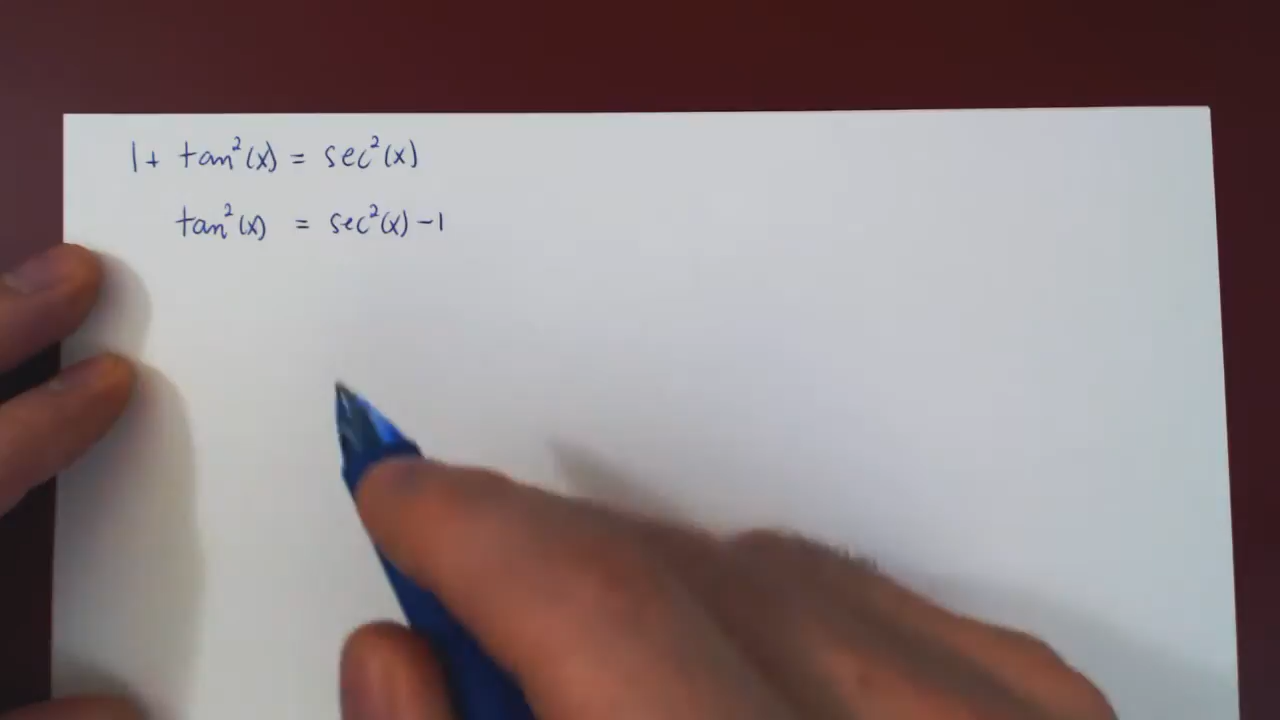 1 + tan²(x) = sec²(x)
tan²(x) = sec²(x) - 1